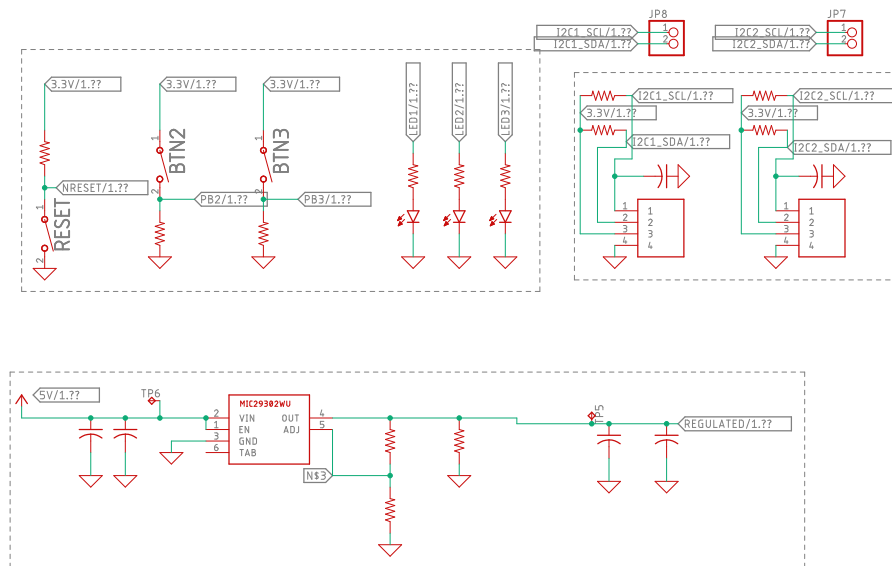 JP8
JP7
I2C1_SCL/1.??
1
I2C1_SDA/1.??
2
I2C2_SCL/1.??
1
I2C2_SDA/1.??
2
3.3V/1.??
3.3V/1.??
3.3V/1.??
LED1/1.??
LED2/1.??
LED3/1.??
I2C1_SCL/1.??
I2C2_SCL/1.??
3.3V/1.??
3.3V/1.??
I2C1_SDA/1.??
I2C2_SDA/1.??
1
BTN2
2
1
BTN3
2
NRESET/1.??
PB2/1.??
PB3/1.??
1
RESET
2
1 1
2 2
3 3
4 4
1 1
2 2
3 3
4 4
5V/1.??
TP6
MIC29302WU
2 VIN OUT 4
1 EN ADJ 5
3 GND
6 TAB
N$3
TP5
REGULATED/1.??